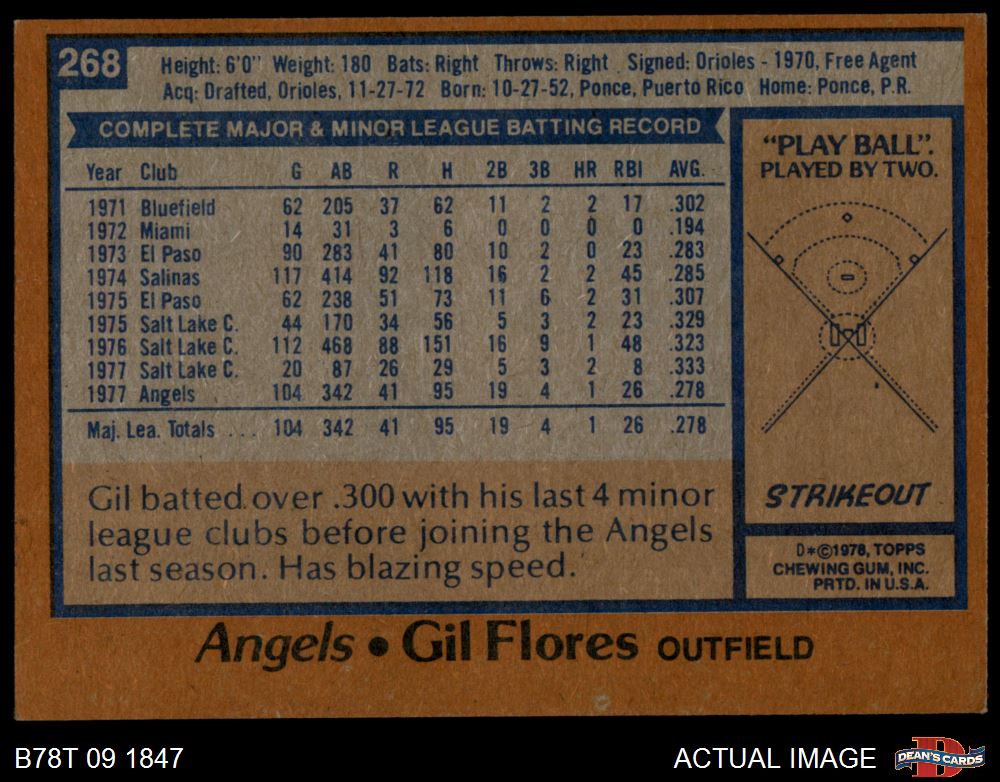 268
Height: 6'0" Weight: 180 Bats: Right Throws: Right Signed: Orioles - 1970, Free Agent
Acq: Drafted, Orioles, 11-27-72 Born: 10-27-52, Ponce, Puerto Rico Home: Ponce, P.R.
COMPLETE MAJOR & MINOR LEAGUE BATTING RECORD
Year Club G AB R H 2B 3B HR RBI AVG.
1971 Bluefield 62 205 37 62 11 2 2 17 .302
1972 Miami 14 31 3 6 0 0 0 0 .194
1973 El Paso 90 283 41 80 10 2 0 23 .283
1974 Salinas 117 414 92 118 16 2 2 45 .285
1975 El Paso 62 238 51 73 11 6 2 31 .307
1975 Salt Lake C. 44 170 34 56 5 3 2 23 .329
1976 Salt Lake C. 112 468 88 151 16 9 1 48 .323
1977 Salt Lake C. 20 87 26 29 5 3 2 8 .333
1977 Angels 104 342 41 95 19 4 1 26 .278
Maj. Lea. Totals ... 104 342 41 95 19 4 1 26 .278
Gil batted over .300 with his last 4 minor
league clubs before joining the Angels
last season. Has blazing speed.
"PLAY BALL".
PLAYED BY TWO.
STRIKEOUT
D*©1978, TOPPS
CHEWING GUM, INC.
PRTD. IN U.S.A.
Angels • Gil Flores OUTFIELD
B78T 09 1847
ACTUAL IMAGE
D
DEAN'S CARDS